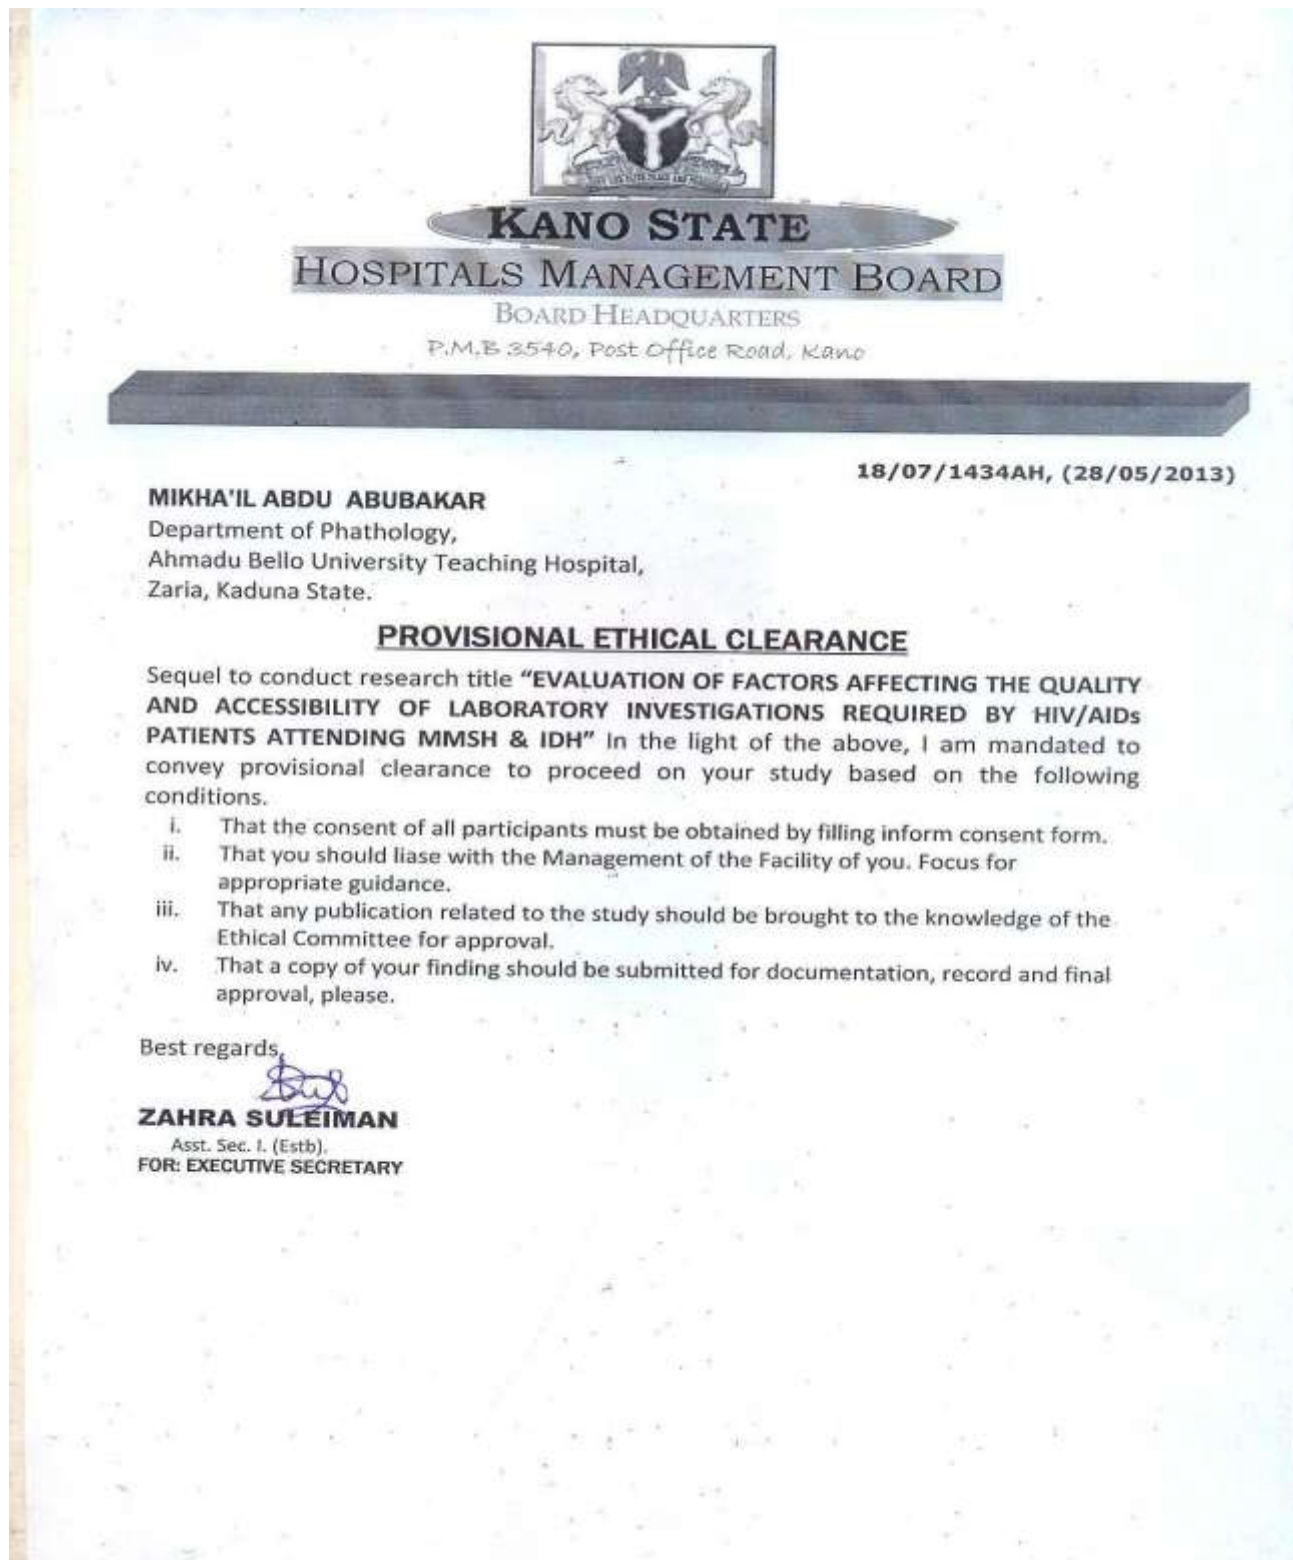 KANO STATE
HOSPITALS MANAGEMENT BOARD
BOARD HEADQUARTERS
P.M.B 3540, Post Office Road, Kano
18/07/1434AH, (28/05/2013)
MIKHA'IL ABDU ABUBAKAR
Department of Phathology,
Ahmadu Bello University Teaching Hospital,
Zaria, Kaduna State.
PROVISIONAL ETHICAL CLEARANCE
Sequel to conduct research title "EVALUATION OF FACTORS AFFECTING THE QUALITY
AND ACCESSIBILITY OF LABORATORY INVESTIGATIONS REQUIRED BY HIV/AIDs
PATIENTS ATTENDING MMSH & IDH" In the light of the above, I am mandated to
convey provisional clearance to proceed on your study based on the following
conditions.
i. That the consent of all participants must be obtained by filling inform consent form.
ii. That you should liase with the Management of the Facility of you. Focus for
appropriate guidance.
iii. That any publication related to the study should be brought to the knowledge of the
Ethical Committee for approval.
iv. That a copy of your finding should be submitted for documentation, record and final
approval, please.
Best regards,
ZAHRA SULEIMAN
Asst. Sec. I. (Estb).
FOR: EXECUTIVE SECRETARY